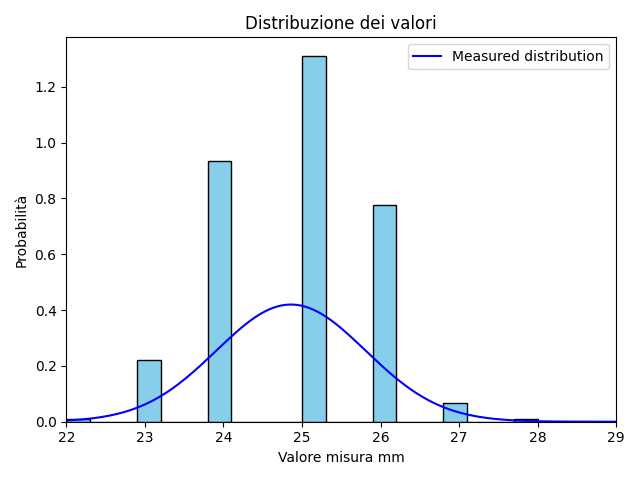 Distribuzione dei valori
Measured distribution
Probabilità
1.2
1.0
0.8
0.6
0.4
0.2
0.0
22 23 24 25 26 27 28 29
Valore misura mm